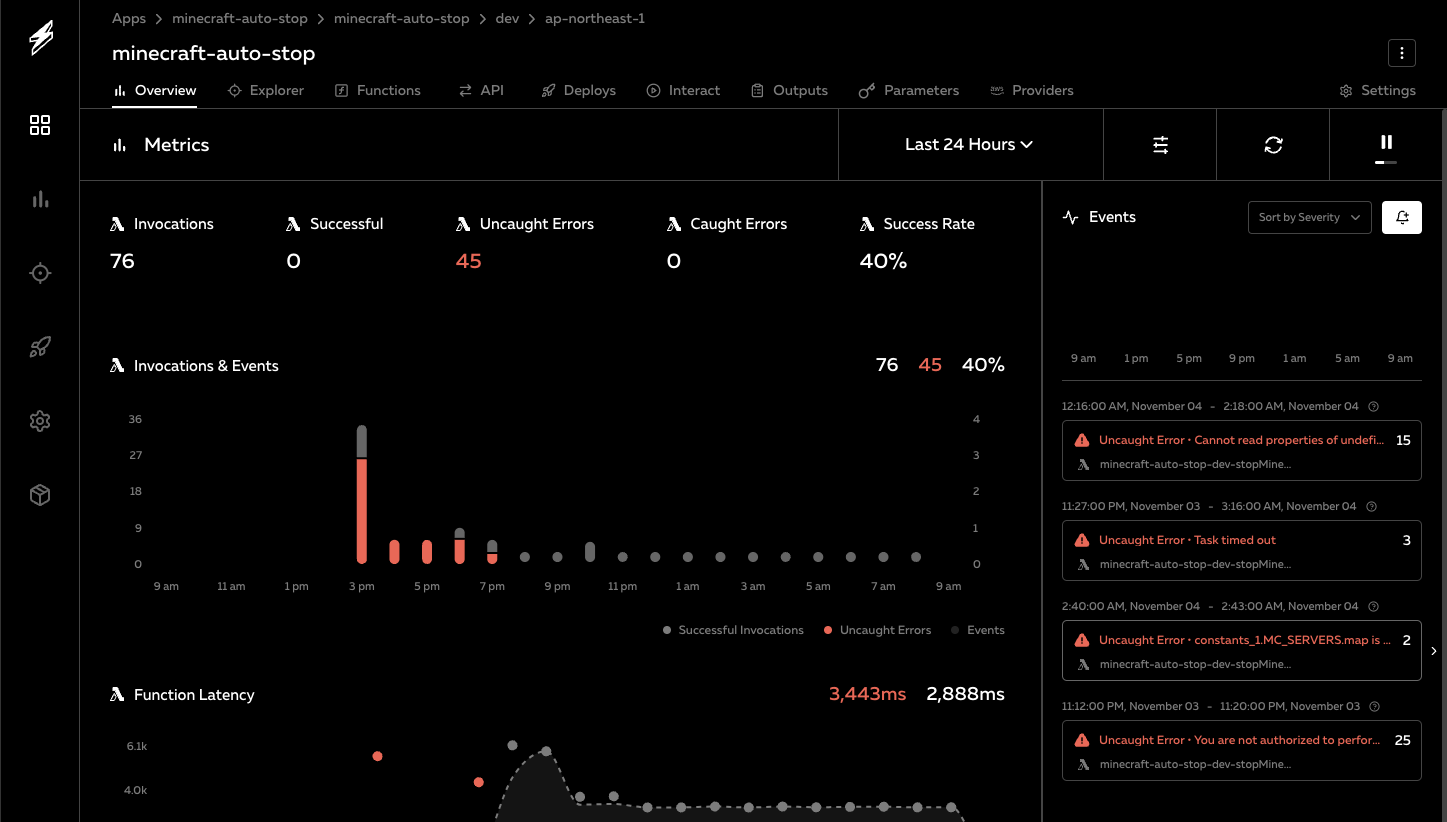 Apps > minecraft-auto-stop > minecraft-auto-stop > dev > ap-northeast-1
minecraft-auto-stop
Overview Explorer Functions API Deploys Interact Outputs Parameters aws Providers Settings
Metrics
Last 24 Hours
Invocations Successful Uncaught Errors Caught Errors Success Rate
76 0 45 0 40%
Invocations & Events 76 45 40%
36 4
27 3
18 2
9 1
0 0
9 am 11 am 1 pm 3 pm 5 pm 7 pm 9 pm 11 pm 1 am 3 am 5 am 7 am 9 am
Successful Invocations Uncaught Errors Events
Function Latency 3,443ms 2,888ms
6.1k
4.0k
Events
Sort by Severity
9 am 1 pm 5 pm 9 pm 1 am 5 am 9 am
12:16:00 AM, November 04 - 2:18:00 AM, November 04
Uncaught Error • Cannot read properties of undefi... 15
minecraft-auto-stop-dev-stopMine...
11:27:00 PM, November 03 - 3:16:00 AM, November 04
Uncaught Error • Task timed out 3
minecraft-auto-stop-dev-stopMine...
2:40:00 AM, November 04 - 2:43:00 AM, November 04
Uncaught Error • constants_1.MC_SERVERS.map is ... 2
minecraft-auto-stop-dev-stopMine...
11:12:00 PM, November 03 - 11:20:00 PM, November 03
Uncaught Error • You are not authorized to perfor... 25
minecraft-auto-stop-dev-stopMine...